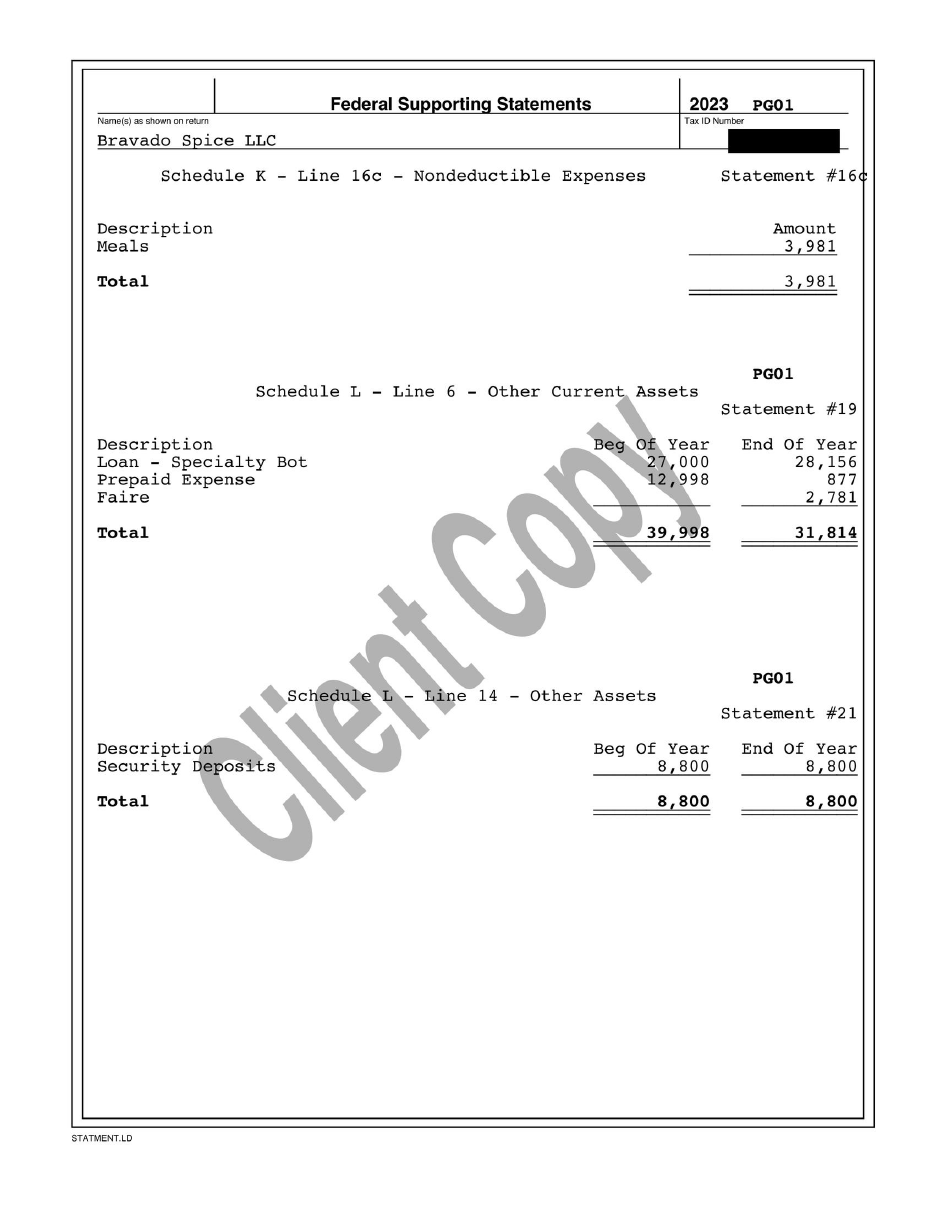 Federal Supporting Statements 2023 PG01
Name(s) as shown on return Tax ID Number
Bravado Spice LLC
Schedule K - Line 16c - Nondeductible Expenses Statement #16c
Description Amount
Meals 3,981
Total 3,981
PG01
Schedule L - Line 6 - Other Current Assets
Statement #19
Description Beg Of Year End Of Year
Loan - Specialty Bot 27,000 28,156
Prepaid Expense 12,998 877
Faire 2,781
Total 39,998 31,814
PG01
Schedule L - Line 14 - Other Assets
Statement #21
Description Beg Of Year End Of Year
Security Deposits 8,800 8,800
Total 8,800 8,800
Client Copy
STATMENT.LD